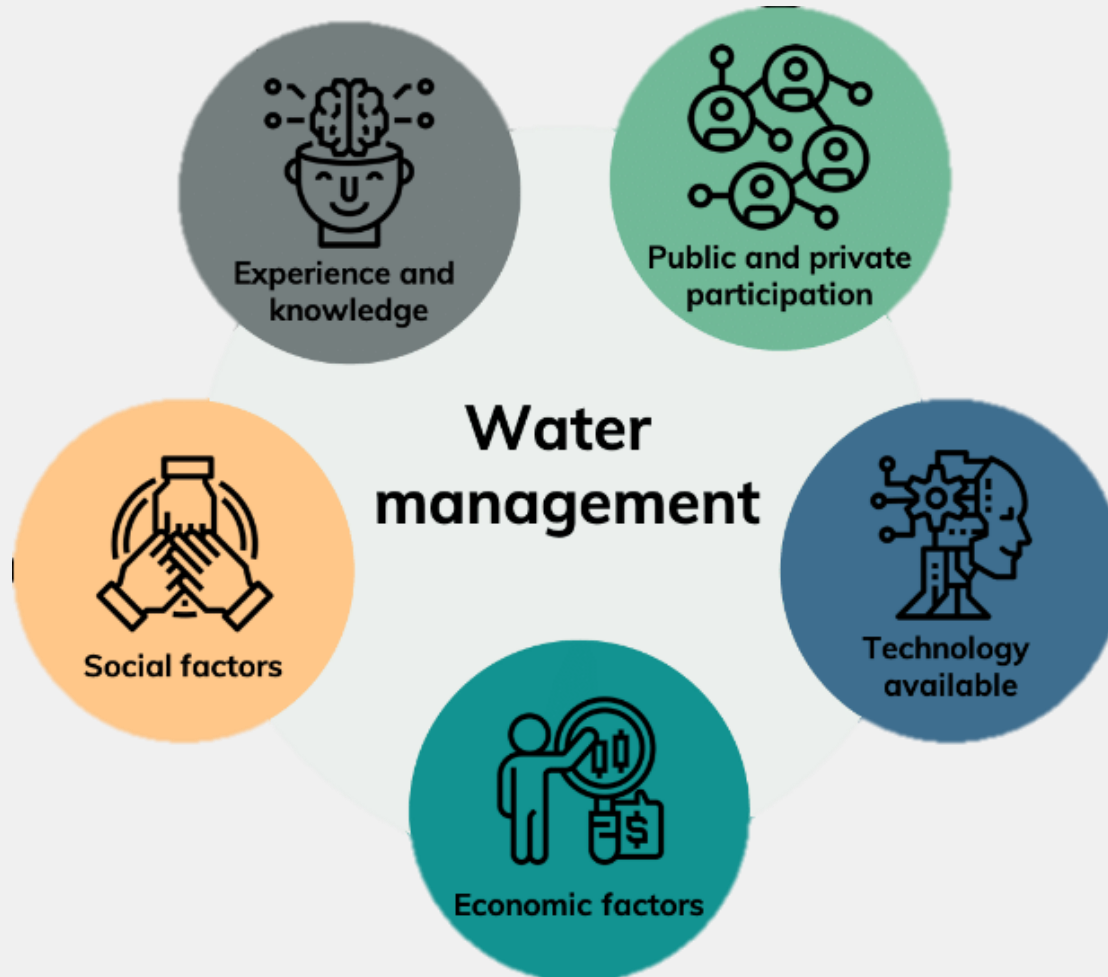 Experience and
knowledge
Public and private
participation
Water
management
Social factors
Technology
available
$
Economic factors